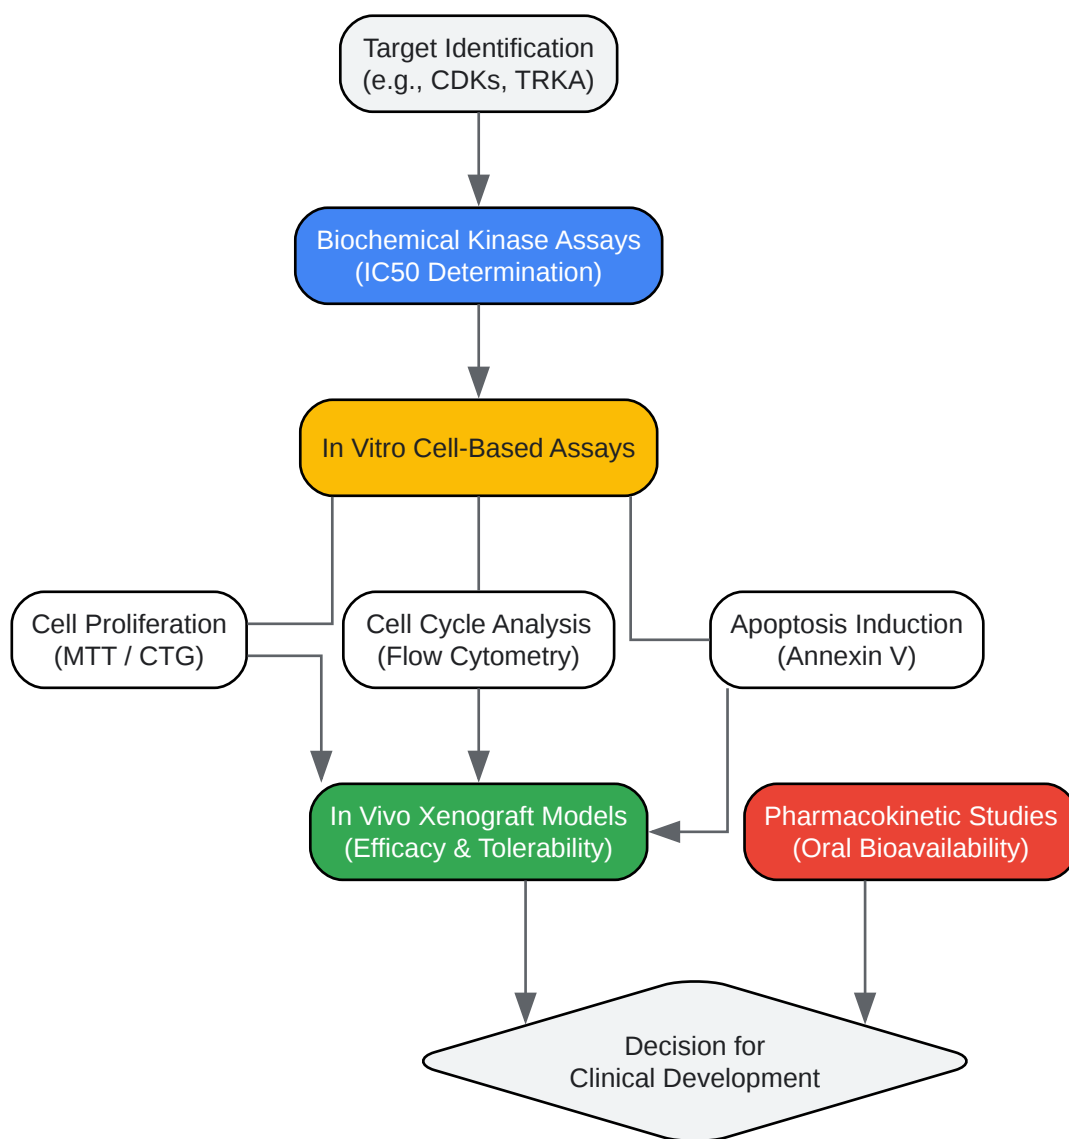 Target Identification
(e.g., CDKs, TRKA)
Biochemical Kinase Assays
(IC50 Determination)
In Vitro Cell-Based Assays
Cell Proliferation
(MTT / CTG)
Cell Cycle Analysis
(Flow Cytometry)
Apoptosis Induction
(Annexin V)
In Vivo Xenograft Models
(Efficacy & Tolerability)
Pharmacokinetic Studies
(Oral Bioavailability)
Decision for
Clinical Development